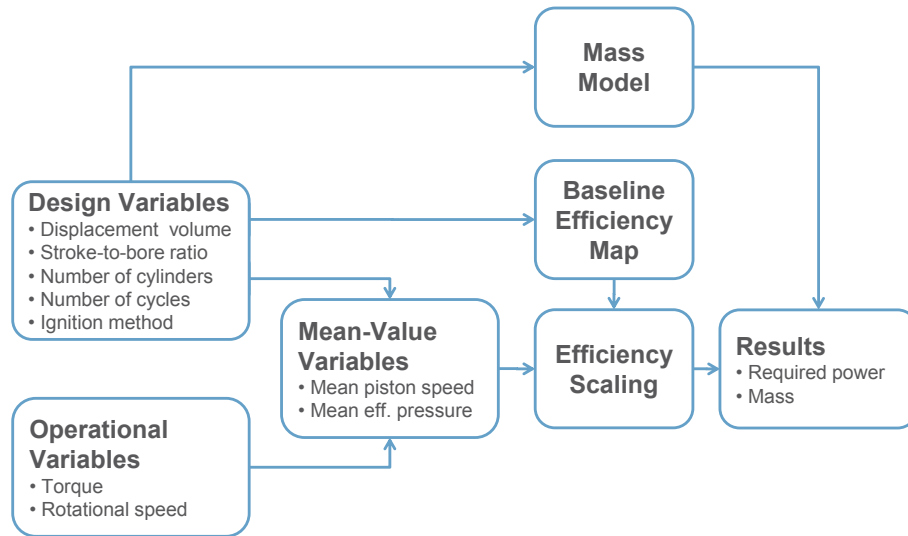 Mass
Model
Design Variables
• Displacement volume
• Stroke-to-bore ratio
• Number of cylinders
• Number of cycles
• Ignition method
Baseline
Efficiency
Map
Mean-Value
Variables
• Mean piston speed
• Mean eff. pressure
Efficiency
Scaling
Results
• Required power
• Mass
Operational
Variables
• Torque
• Rotational speed